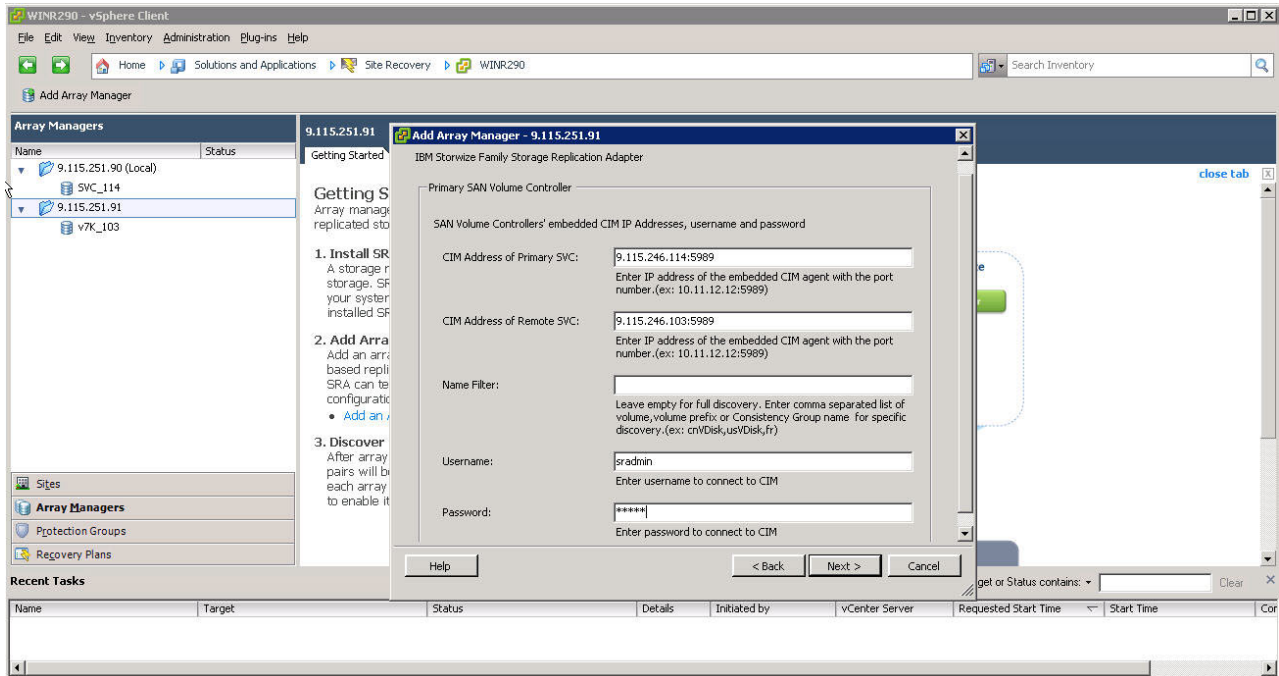 WINR290 - vSphere Client
File Edit View Inventory Administration Plug-ins Help
Home Solutions and Applications Site Recovery WINR290
Search Inventory
Add Array Manager
Array Managers
Name Status
9.115.251.90 (Local)
SVC_114
9.115.251.91
v7K_103
Sites
Array Managers
Protection Groups
Recovery Plans
9.115.251.91
Getting Started
close tab
Getting S
Array manage
replicated sto
1. Install SR
A storage r
storage. SR
your system
installed SR
2. Add Arra
Add an arra
based repli
SRA can te
configuratio
Add an
3. Discover
After array
pairs will b
each array
to enable it
Add Array Manager - 9.115.251.91
IBM Storwize Family Storage Replication Adapter
Primary SAN Volume Controller
SAN Volume Controllers' embedded CIM IP Addresses, username and password
CIM Address of Primary SVC: 9.115.246.114:5989
Enter IP address of the embedded CIM agent with the port
number.(ex: 10.11.12.12:5989)
CIM Address of Remote SVC: 9.115.246.103:5989
Enter IP address of the embedded CIM agent with the port
number.(ex: 10.11.12.12:5989)
Name Filter:
Leave empty for full discovery. Enter comma separated list of
volume,volume prefix or Consistency Group name for specific
discovery.(ex: cnVDisk,usVDisk,fr)
Username: sradmin
Enter username to connect to CIM
Password: *****
Enter password to connect to CIM
Help < Back Next > Cancel
Recent Tasks
get or Status contains: Clear
Name Target Status Details Initiated by vCenter Server Requested Start Time Start Time Cor